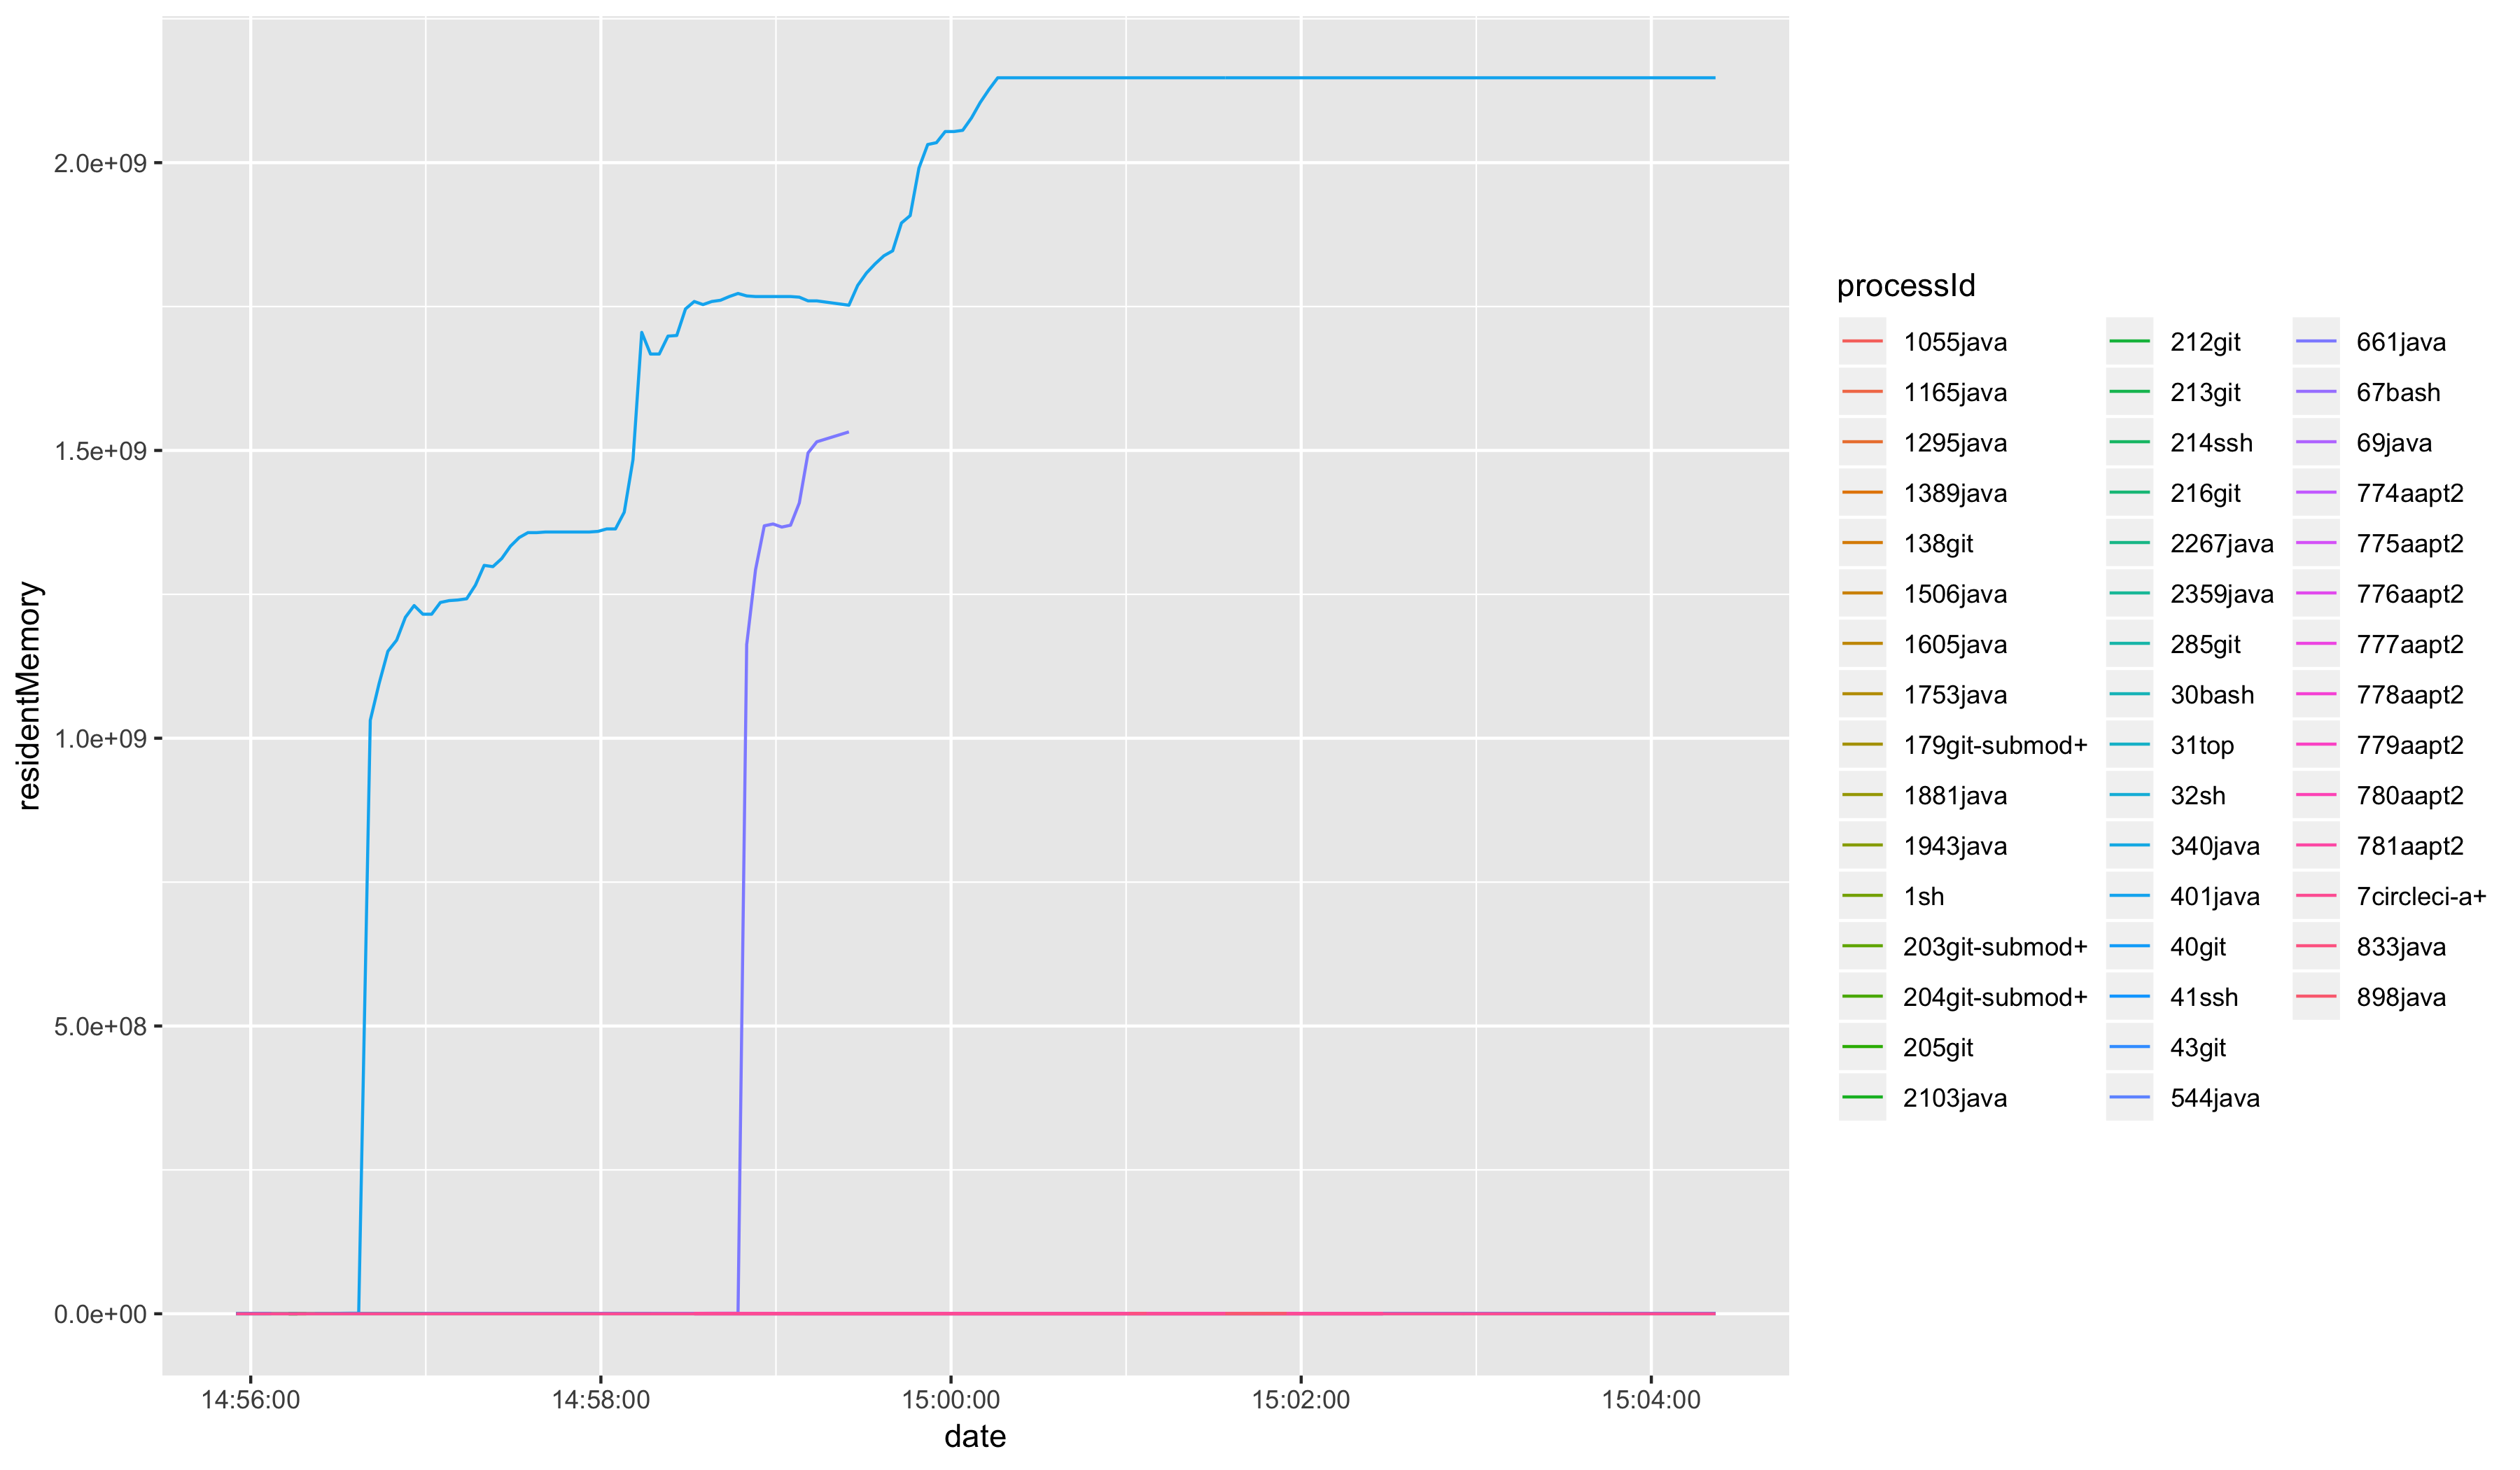 residentMemory
2.0e+09
1.5e+09
1.0e+09
5.0e+08
0.0e+00
14:56:00
14:58:00
15:00:00
15:02:00
15:04:00
date
processId
1055java
1165java
1295java
1389java
138git
1506java
1605java
1753java
179git-submod+
1881java
1943java
1sh
203git-submod+
204git-submod+
205git
2103java
212git
213git
214ssh
216git
2267java
2359java
285git
30bash
31top
32sh
340java
401java
40git
41ssh
43git
544java
661java
67bash
69java
774aapt2
775aapt2
776aapt2
777aapt2
778aapt2
779aapt2
780aapt2
781aapt2
7circleci-a+
833java
898java